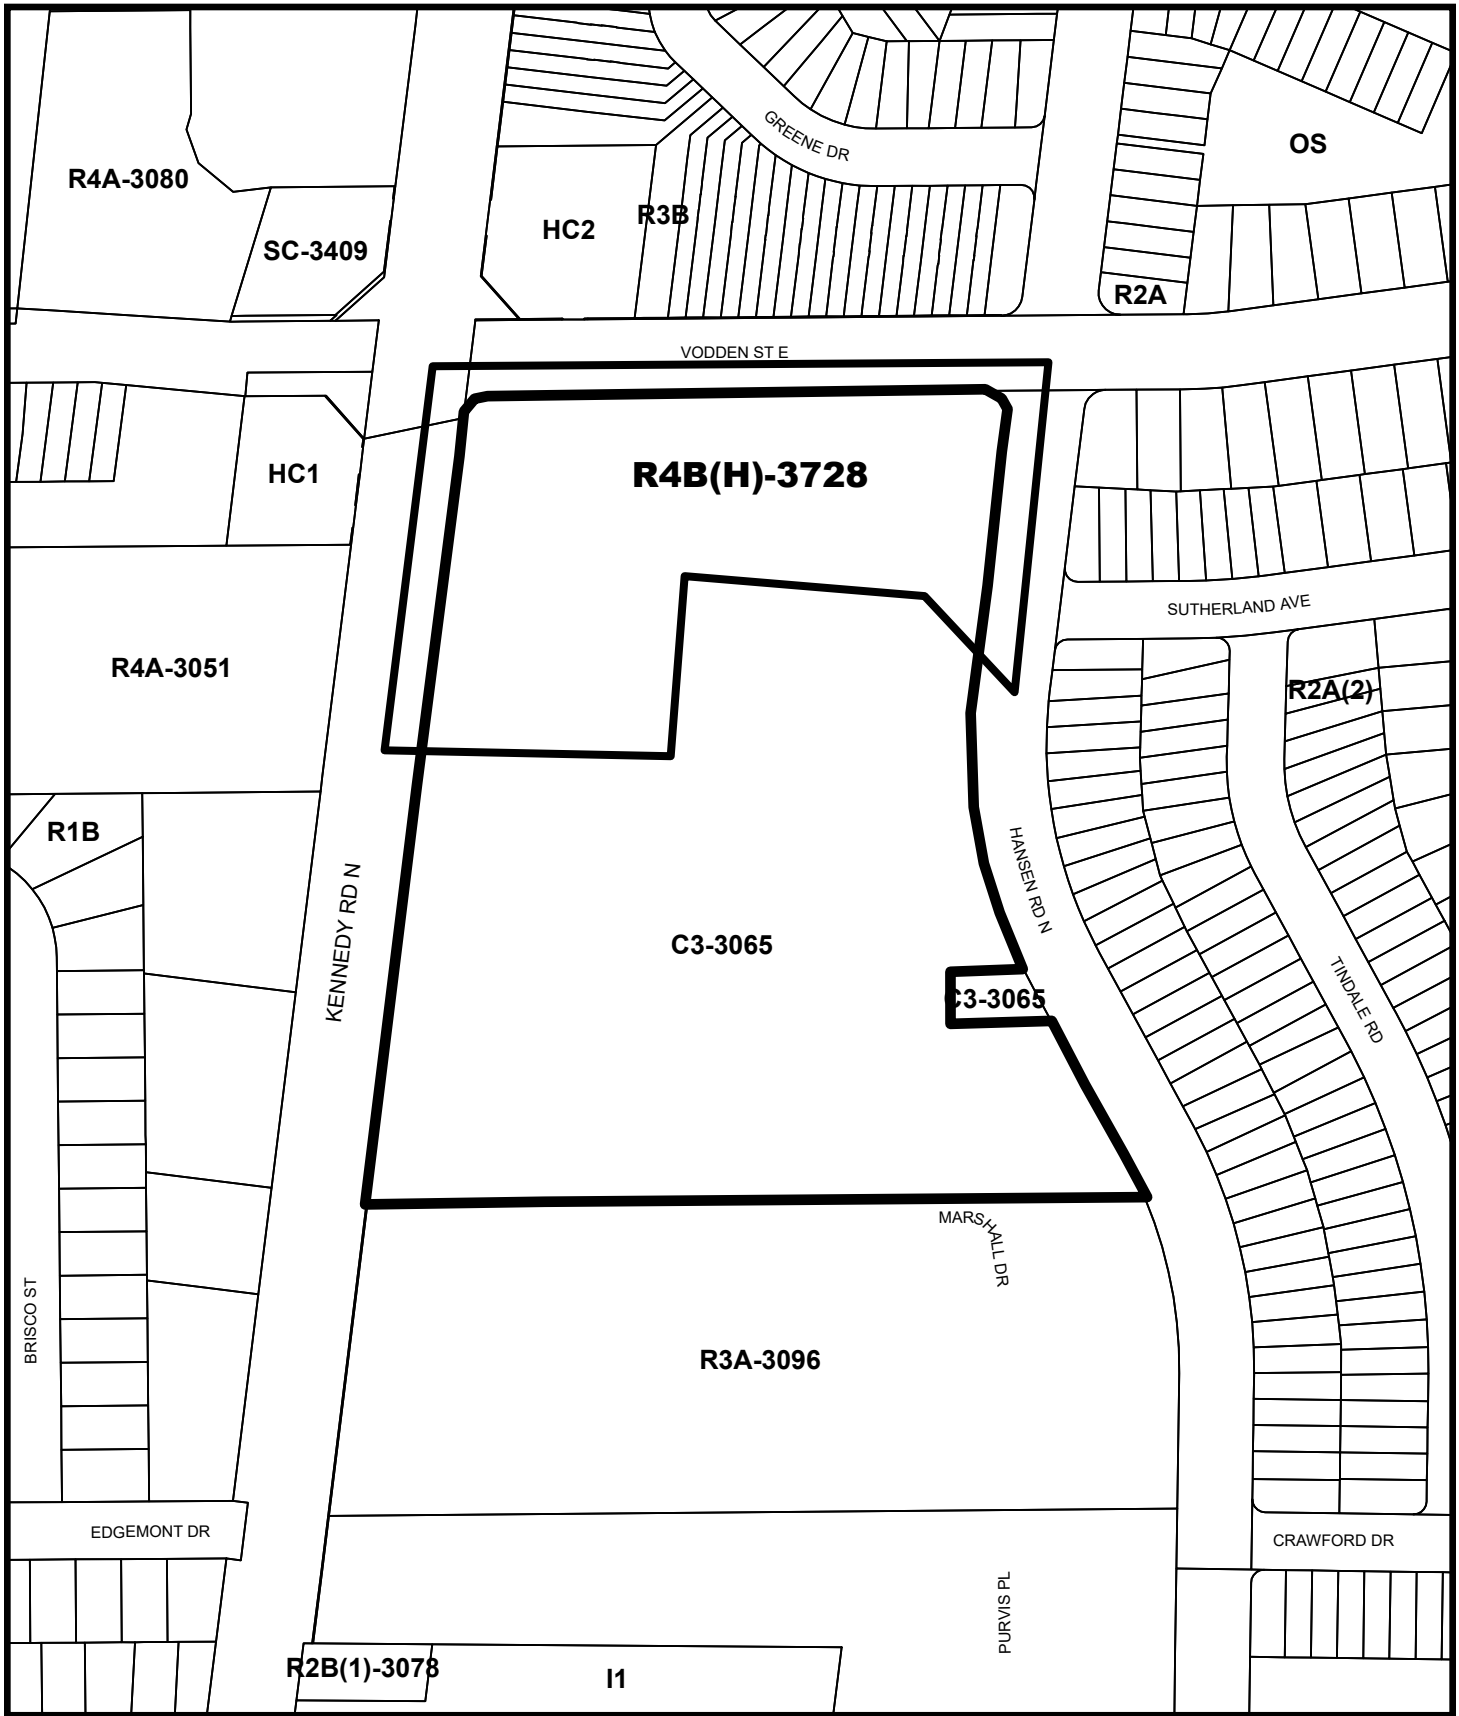 GREENE DR
OS
R4A-3080
R3B
HC2
SC-3409
R2A
VODDEN ST E
HC1
R4B(H)-3728
SUTHERLAND AVE
R4A-3051
R2A(2)
R1B
HANSEN RD N
KENNEDY RD N
C3-3065
C3-3065
TINDALE RD
MARSHALL DR
BRISCO ST
R3A-3096
EDGEMONT DR
CRAWFORD DR
PURVIS PL
R2B(1)-3078
I1